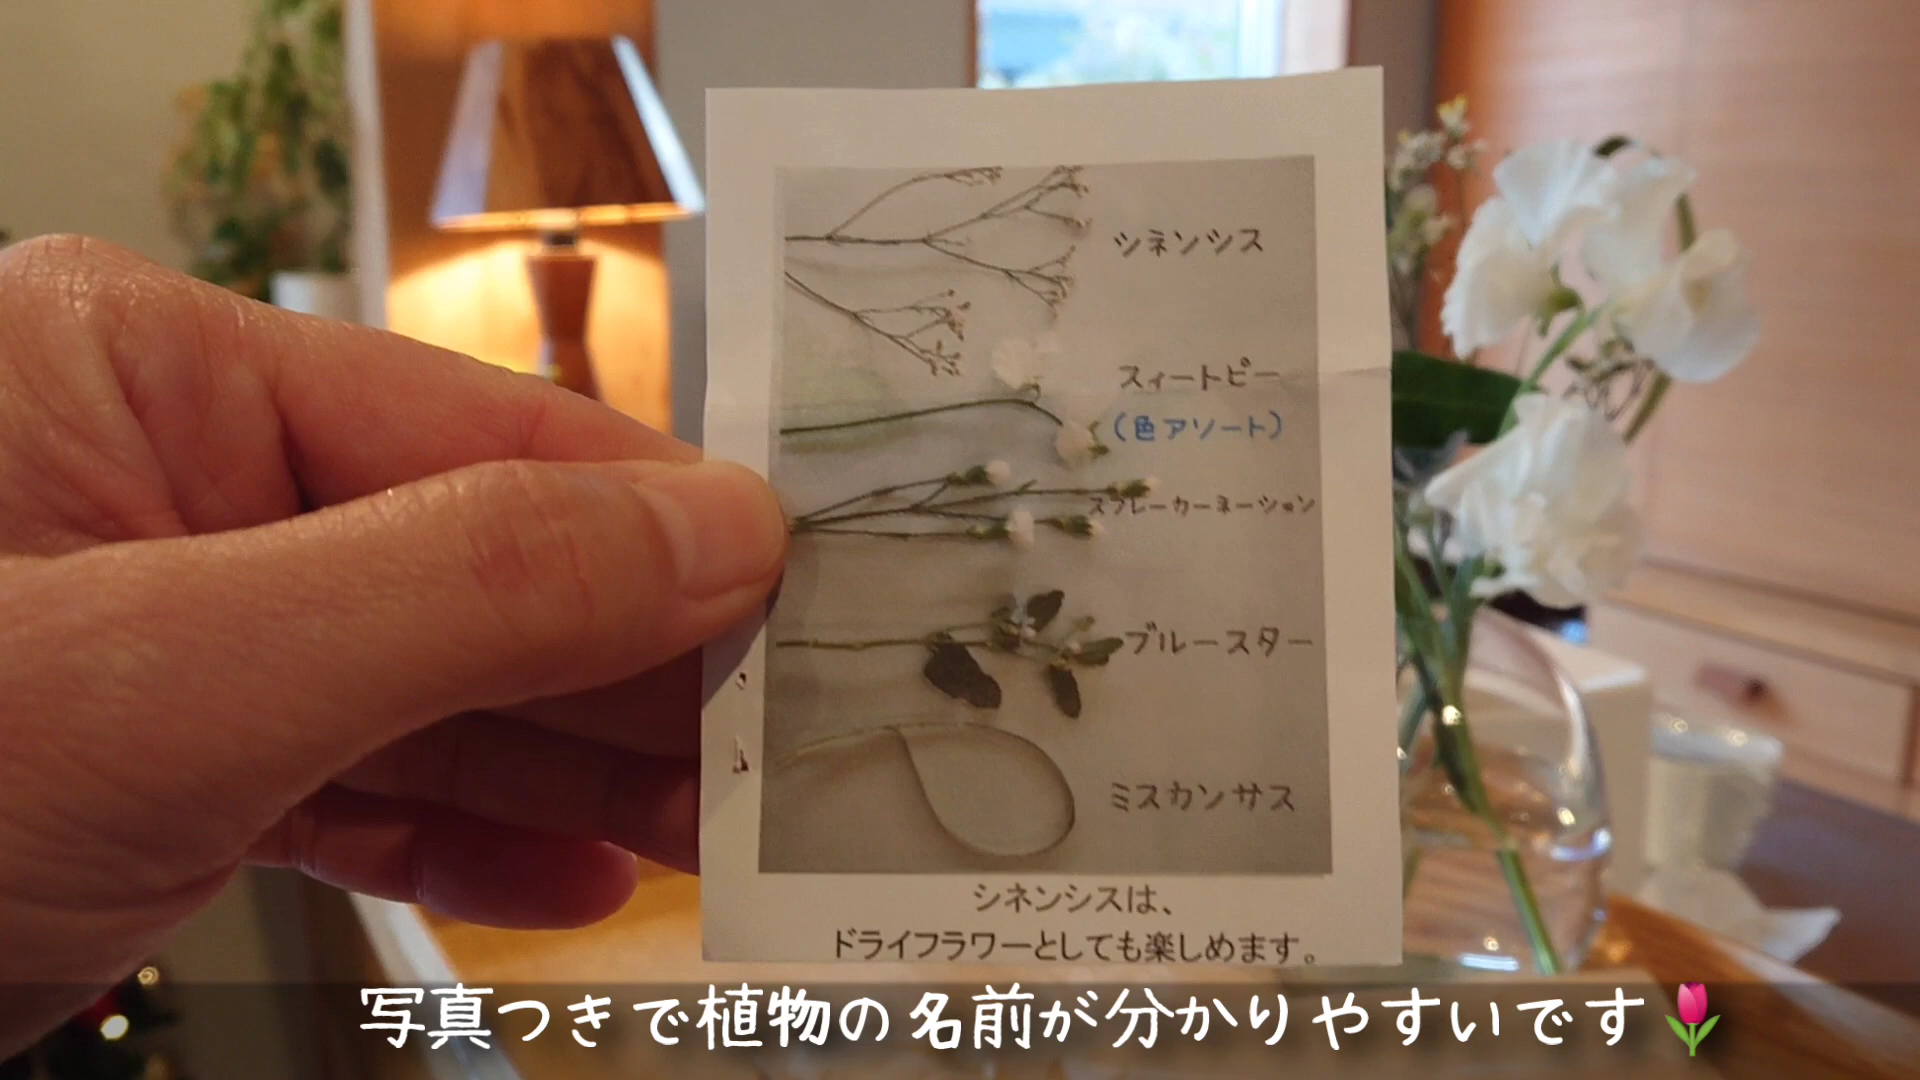 シネンシス
スィートピー
(色アソート)
スプレーカーネーション
ブルースター
ミスカンサス
シネンシスは、
ドライフラワーとしても楽しめます。
写真つきで植物の名前が分かりやすいです🌷